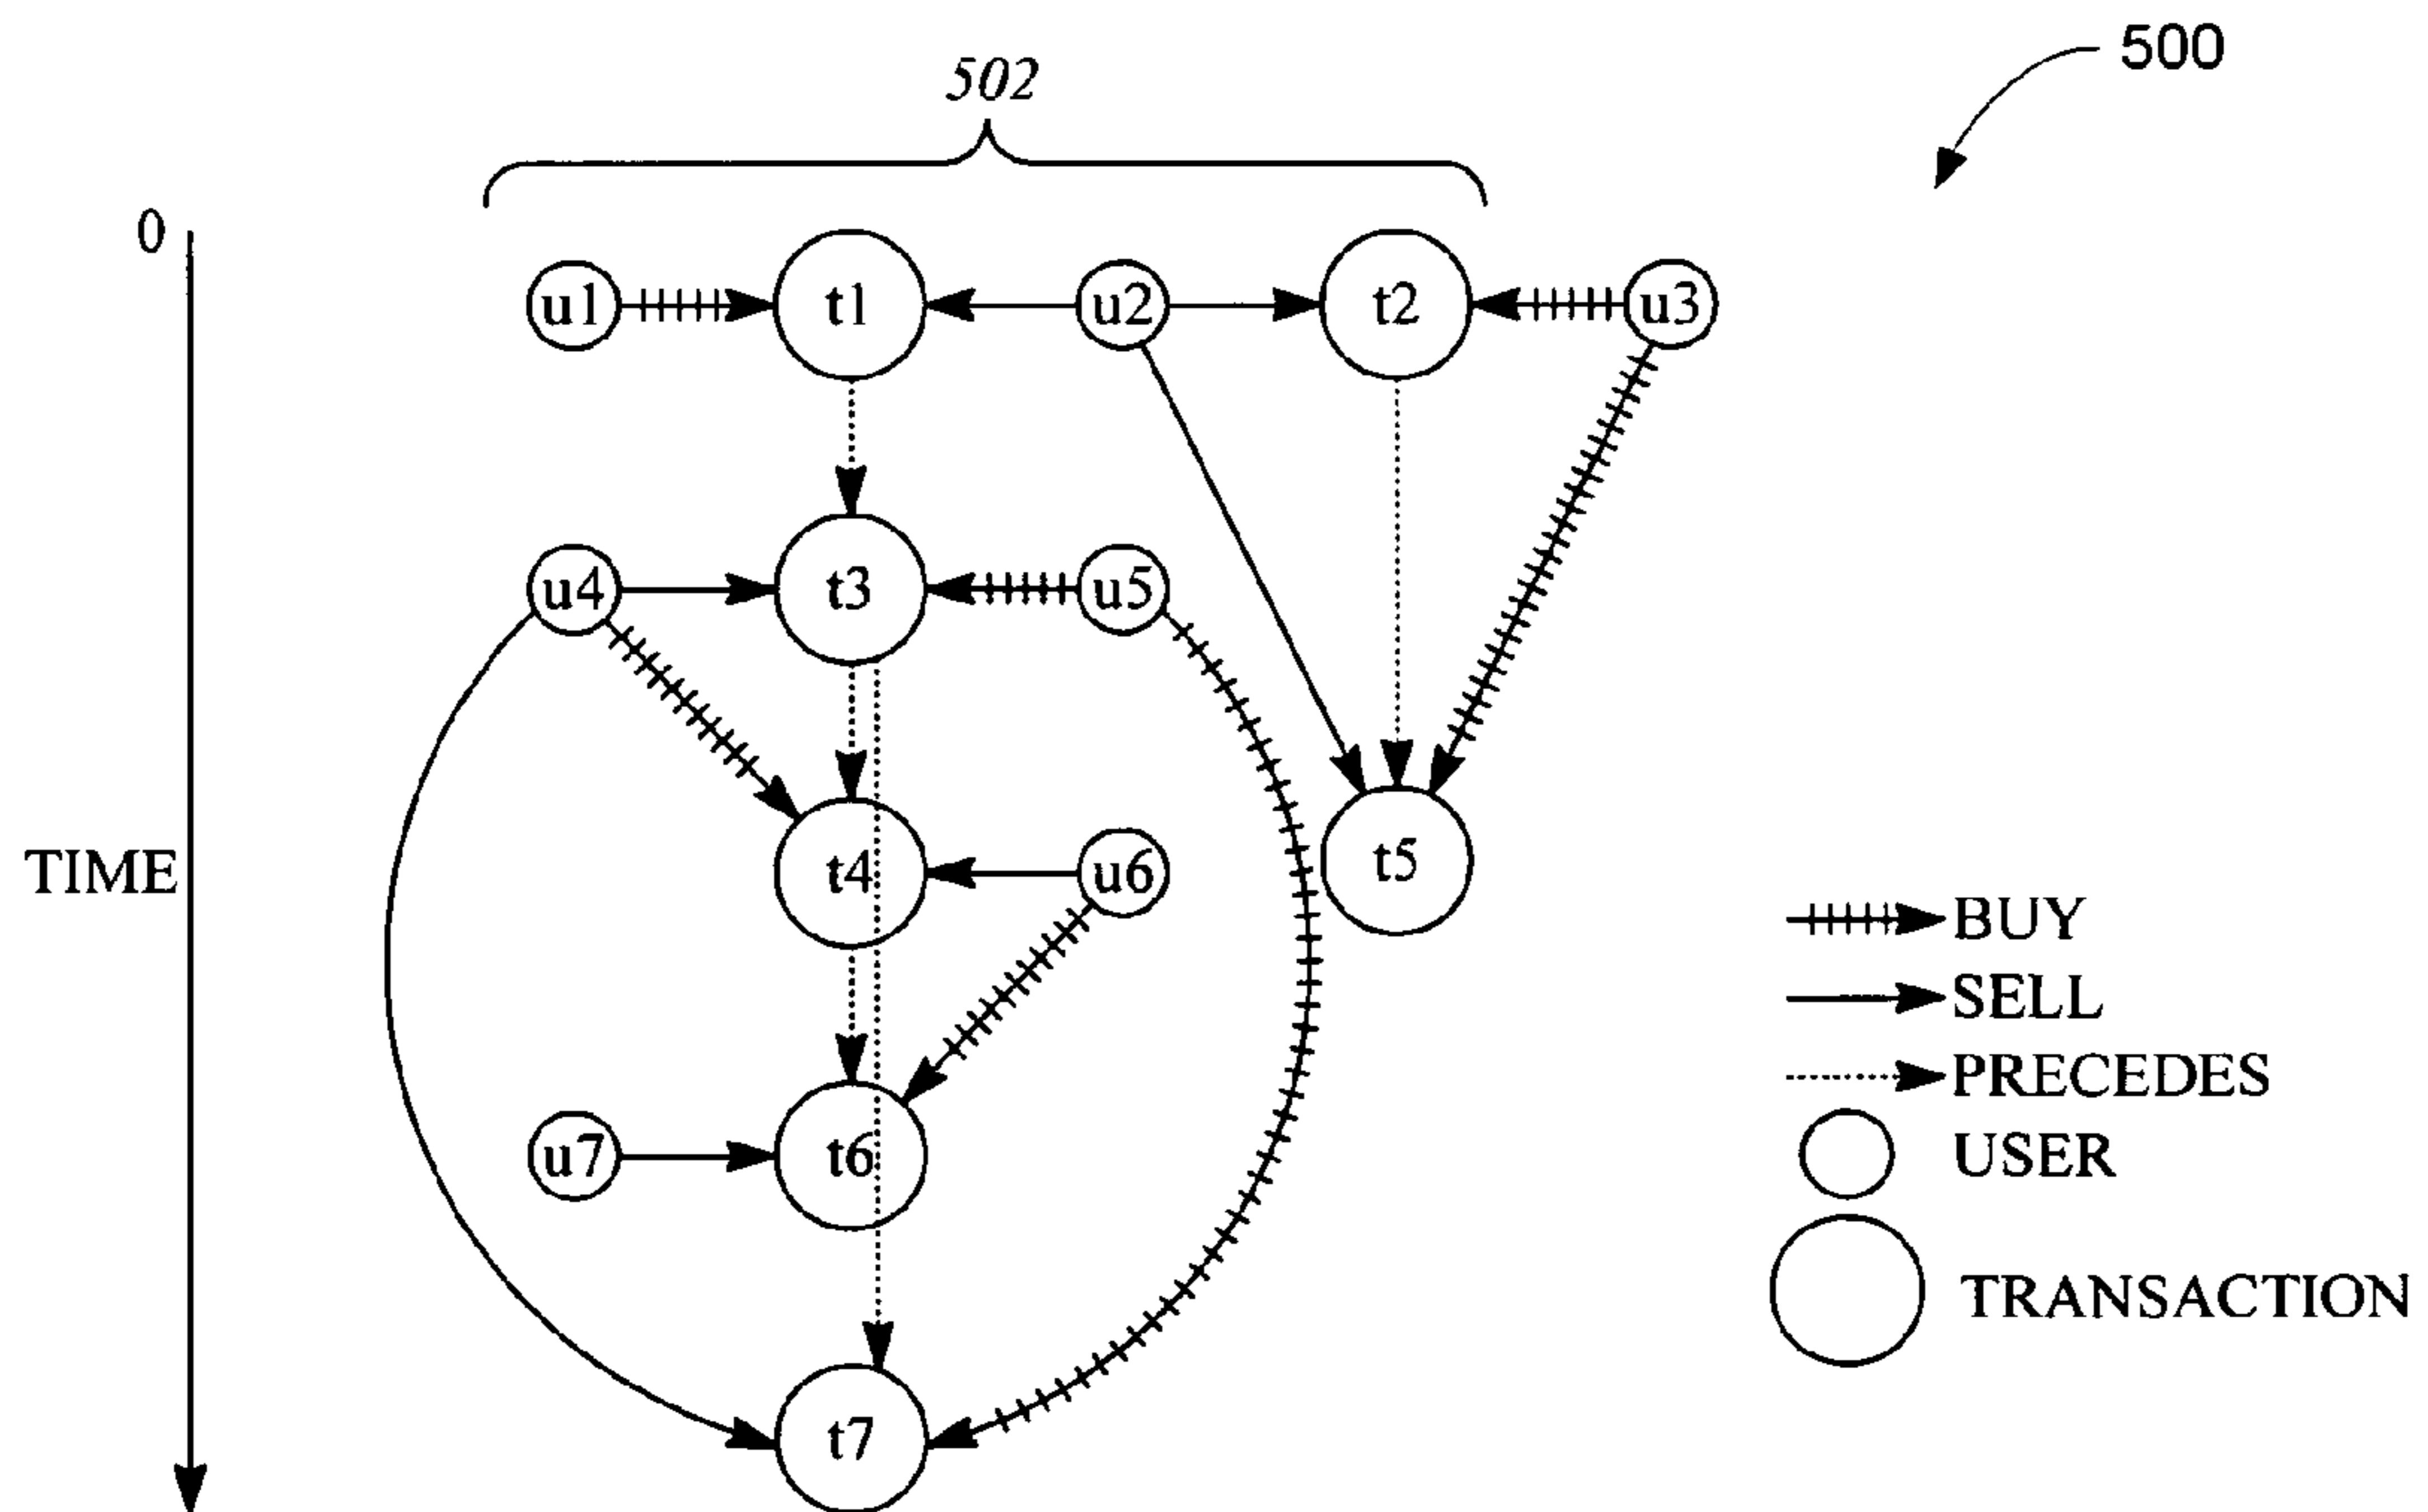 500
502
0
u1 t1 u2 t2 u3
u4 t3 u5
TIME
t4 u6 t5
BUY
SELL
PRECEDES
u7 t6 USER
TRANSACTION
t7